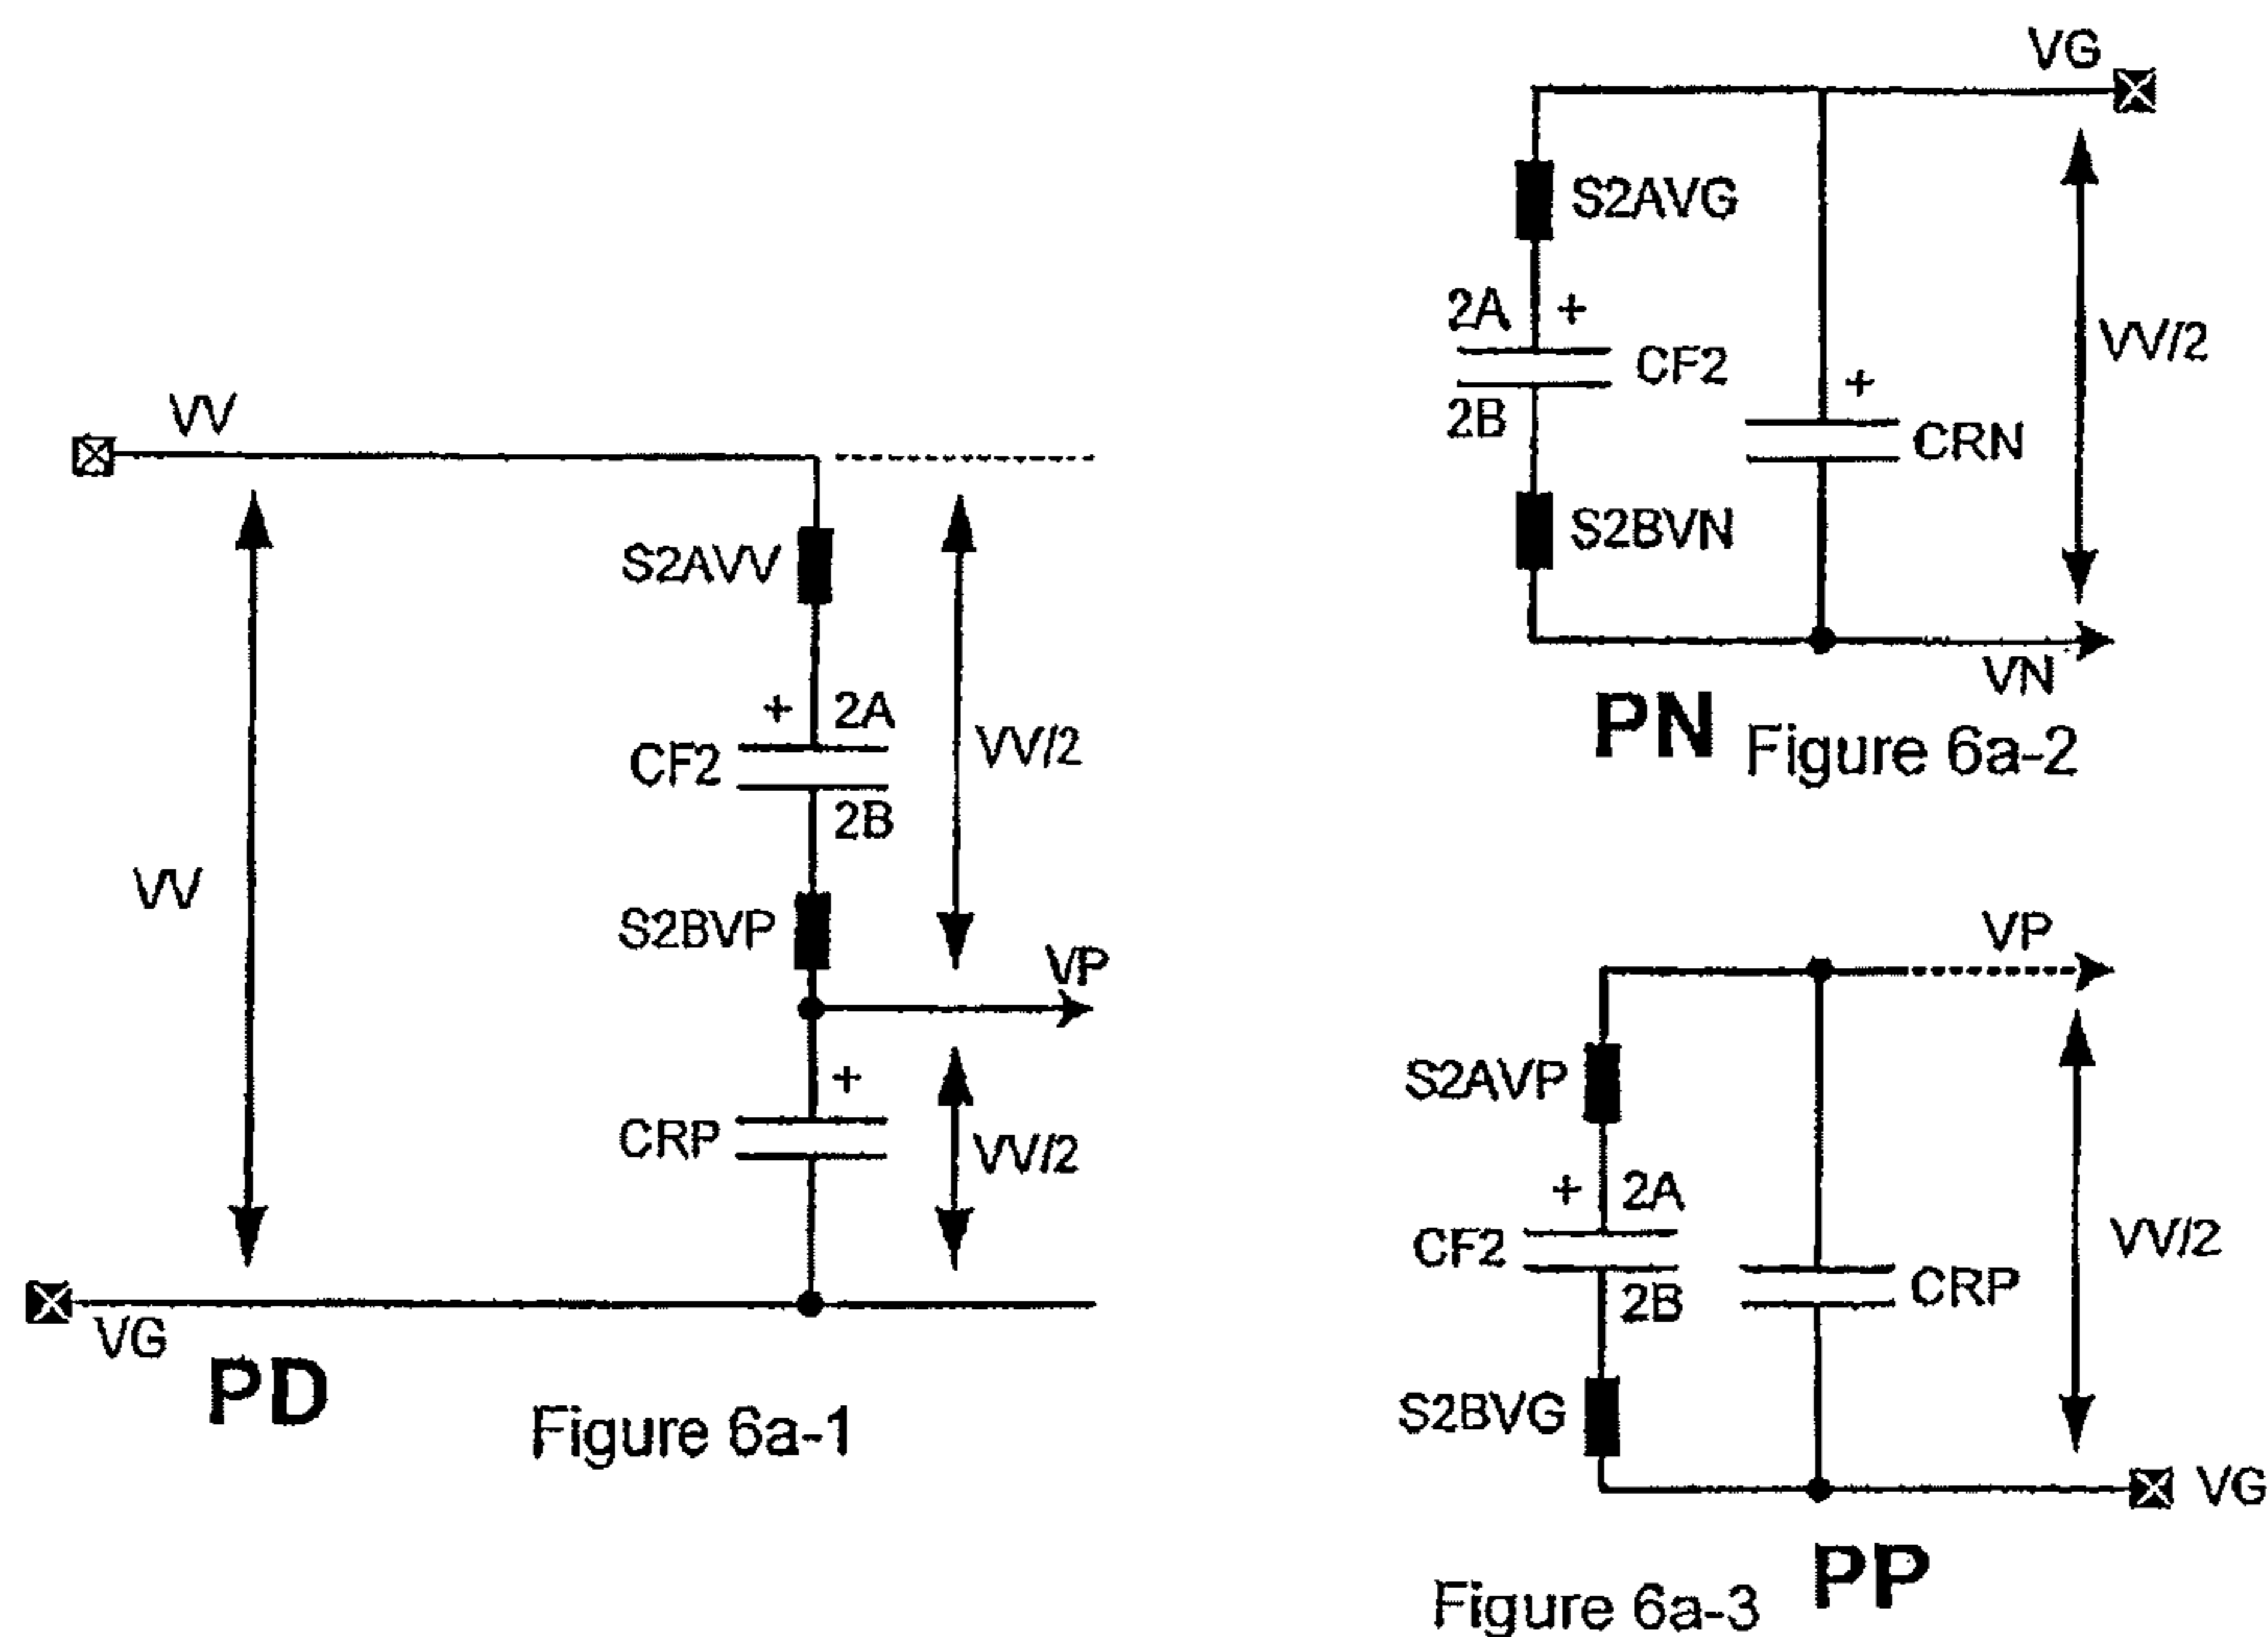 VV
S2AVV
+ 2A
CF2
2B
VV/2
VV
S2BVP
VP
+
CRP
VV/2
VG
PD
Figure 6a-1
VG
S2AVG
2A +
CF2
2B
VV/2
+
CRN
S2BVN
VN
PN Figure 6a-2
VP
S2AVP
+ 2A
CF2
2B
VV/2
CRP
S2BVG
VG
PP
Figure 6a-3